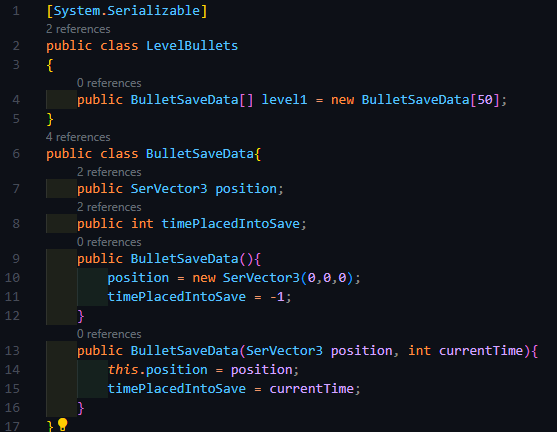 1 [System.Serializable]
2 references
2 public class LevelBullets
3 {
0 references
4 public BulletSaveData[] level1 = new BulletSaveData[50];
5 }
4 references
6 public class BulletSaveData{
2 references
7 public SerVector3 position;
2 references
8 public int timePlacedIntoSave;
0 references
9 public BulletSaveData(){
10 position = new SerVector3(0,0,0);
11 timePlacedIntoSave = -1;
12 }
0 references
13 public BulletSaveData(SerVector3 position, int currentTime){
14 this.position = position;
15 timePlacedIntoSave = currentTime;
16 }
17 }